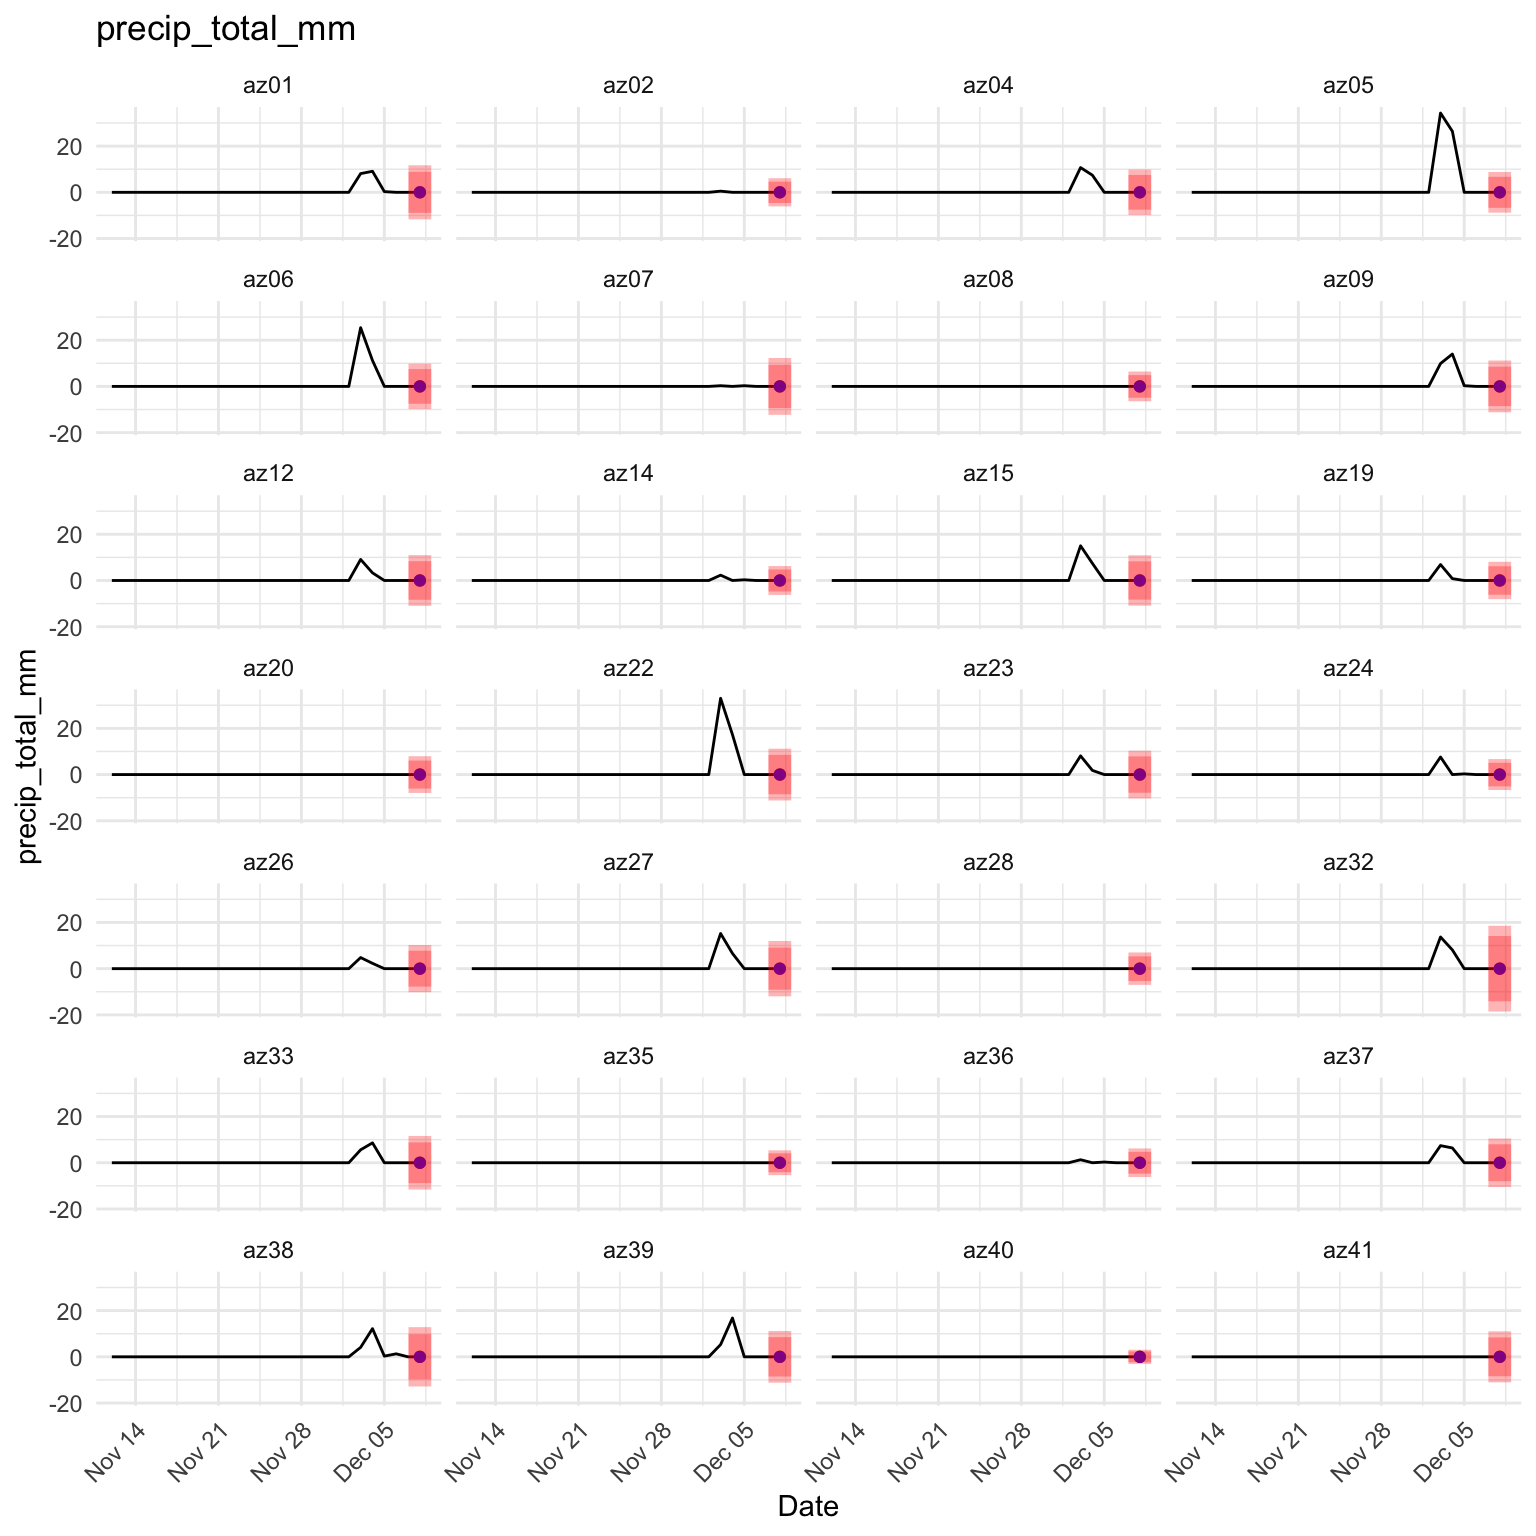 precip_total_mm
az01 az02 az04 az05
20
0
-20
az06 az07 az08 az09
20
0
-20
az12 az14 az15 az19
20
0
-20
az20 az22 az23 az24
20
0
-20
az26 az27 az28 az32
20
0
-20
az33 az35 az36 az37
20
0
-20
az38 az39 az40 az41
20
0
-20
precip_total_mm
Nov 14 Nov 21 Nov 28 Dec 05 Nov 14 Nov 21 Nov 28 Dec 05 Nov 14 Nov 21 Nov 28 Dec 05 Nov 14 Nov 21 Nov 28 Dec 05
Date